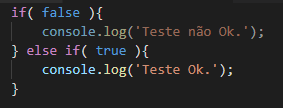 if( false ){
    console.log('Teste não Ok.');
} else if( true ){
    console.log('Teste Ok.');
}